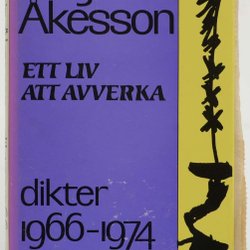 Åkesson
ETT LIV
ATT AVVERKA
dikter
1966-1974